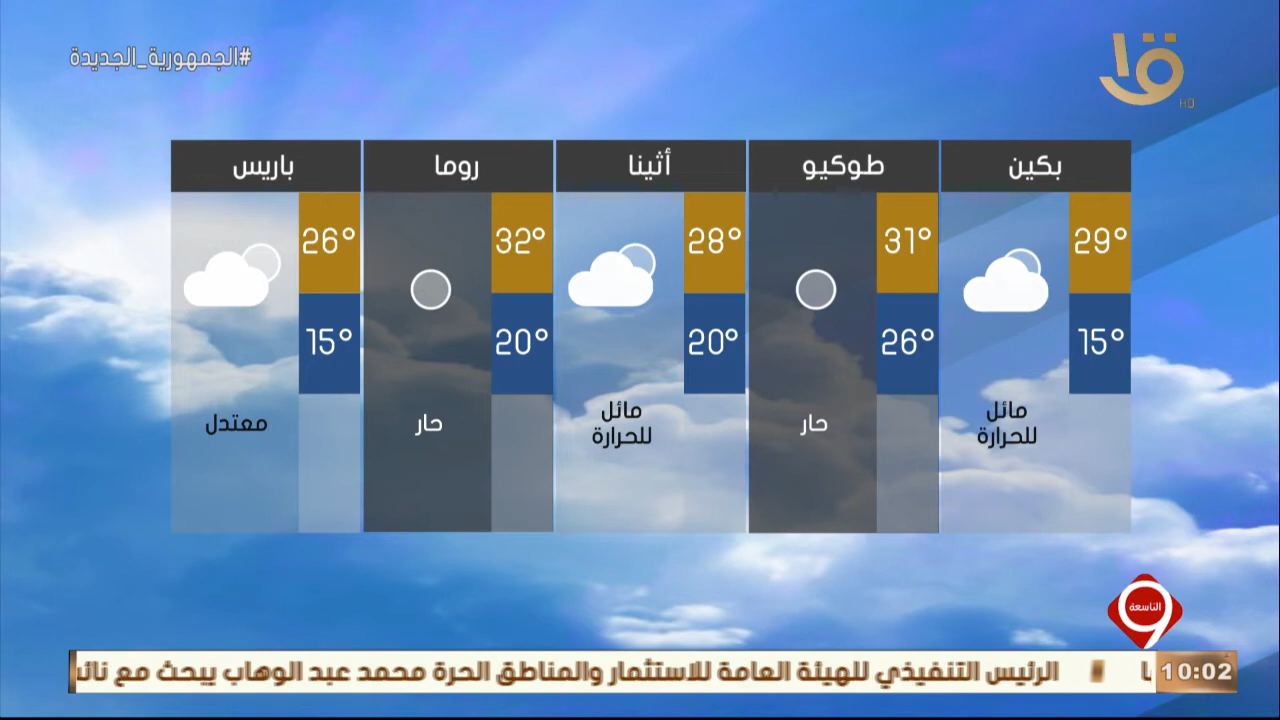 #الجمهورية_الجديدة
HD
بكين
29°
15°
مائل
للحرارة
طوكيو
31°
26°
حار
أثينا
28°
20°
مائل
للحرارة
روما
32°
20°
حار
باريس
26°
15°
معتدل
التاسعة
9
10:02
الرئيس التنفيذي للهيئة العامة للاستثمار والمناطق الحرة محمد عبد الوهاب يبحث مع